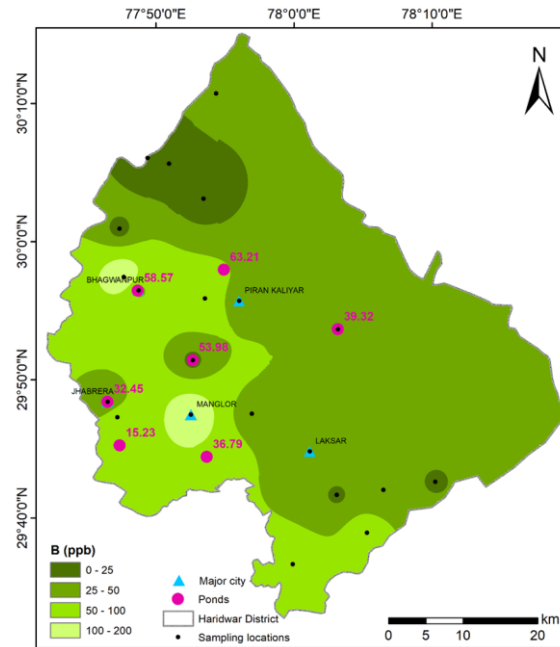 77°50'0"E 78°0'0"E 78°10'0"E
N
30°10'0"N
30°0'0"N
29°50'0"N
29°40'0"N
63.21
BHAGWANPUR 58.57
PIRAN KALIYAR
39.32
53.98
JHABRERA 32.45
MANGLOR
15.23
36.79
LAKSAR
B (ppb)
0 - 25
25 - 50
50 - 100
100 - 200
Major city
Ponds
Haridwar District
Sampling locations
km
0 5 10 20